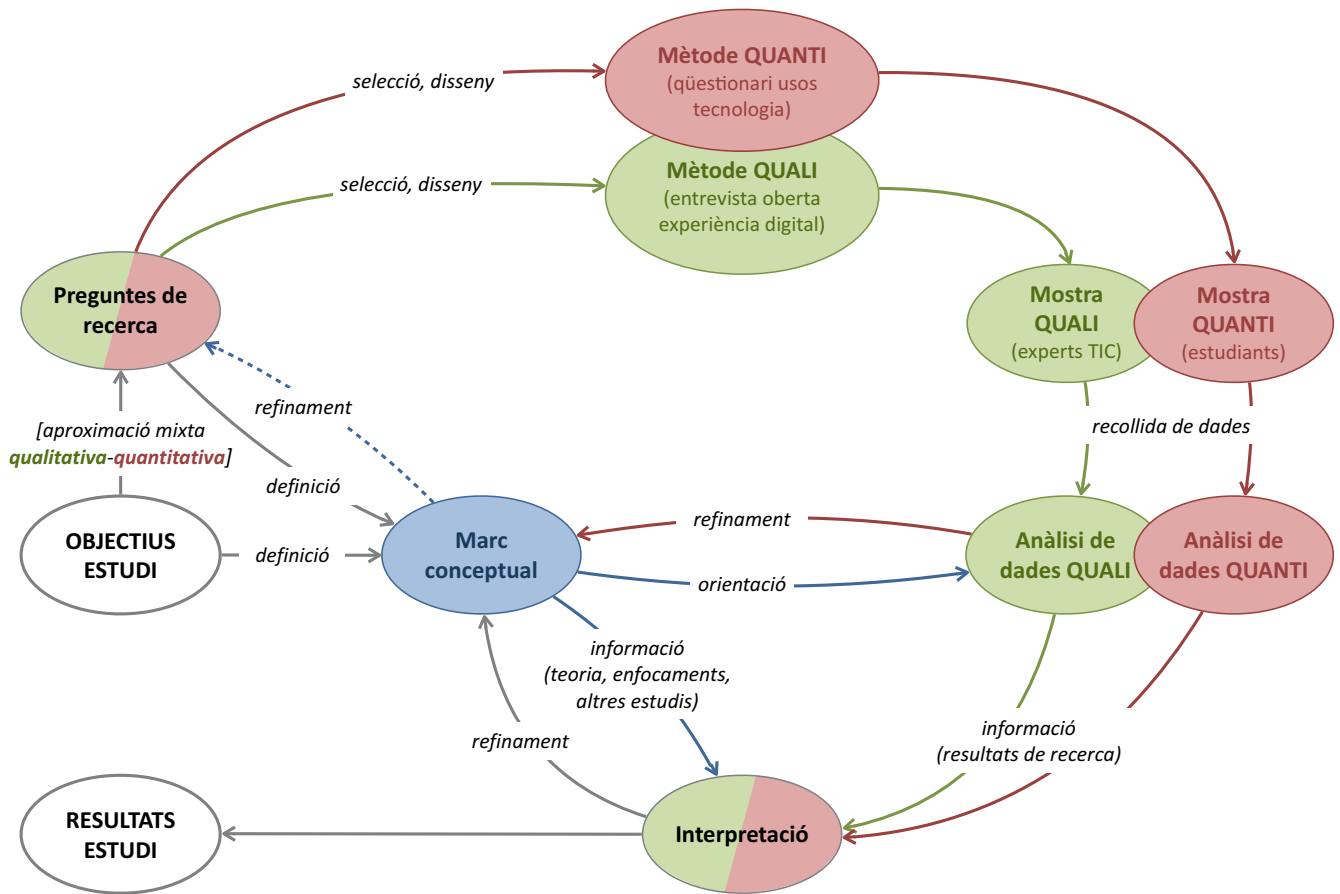 Mètode QUANTI
(qüestionari usos
tecnologia)
selecció, disseny
Mètode QUALI
(entrevista oberta
experiència digital)
selecció, disseny
Preguntes de
recerca
Mostra
QUALI
(experts TIC)
Mostra
QUANTI
(estudiants)
refinament
[aproximació mixta
qualitativa-quantitativa]
recollida de dades
definició
OBJECTIUS
ESTUDI
definició
Marc
conceptual
refinament
orientació
Anàlisi de
dades QUALI
Anàlisi de
dades QUANTI
informació
(teoria, enfocaments,
altres estudis)
refinament
informació
(resultats de recerca)
RESULTATS
ESTUDI
Interpretació